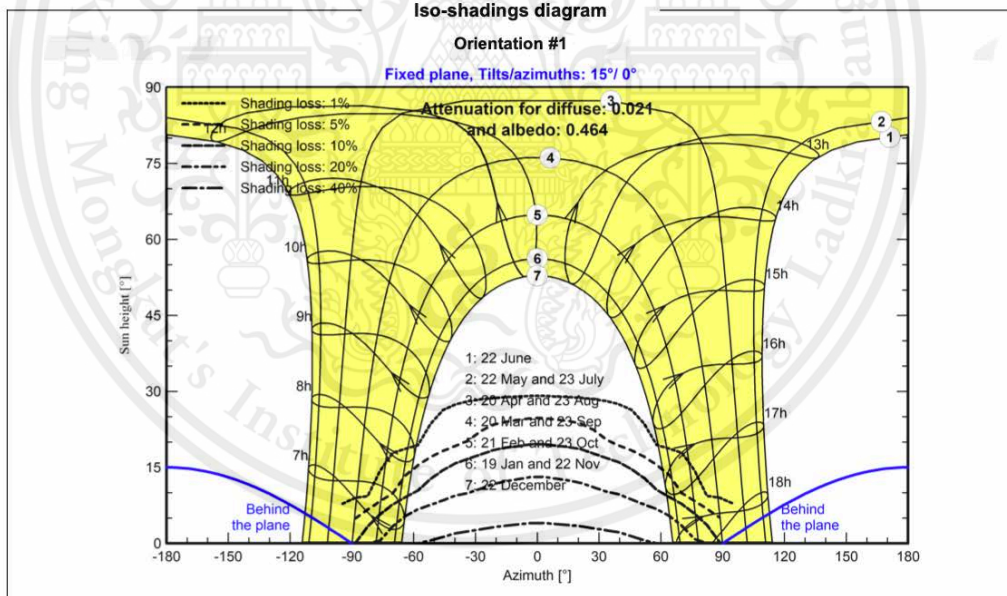 Iso-shadings diagram
Orientation #1
Fixed plane, Tilts/azimuths: 15°/ 0°
Attenuation for diffuse: 0.021
and albedo: 0.464
Shading loss: 1%
Shading loss: 5%
Shading loss: 10%
Shading loss: 20%
Shading loss: 40%
90
75
60
45
30
15
0
Sun height [°]
12h
11h
10h
9h
8h
7h
13h
14h
15h
16h
17h
18h
3
2
1
4
5
6
7
1: 22 June
2: 22 May and 23 July
3: 20 Apr and 23 Aug
4: 20 Mar and 23 Sep
5: 21 Feb and 23 Oct
6: 19 Jan and 22 Nov
7: 22 December
Behind
the plane
Behind
the plane
-180 -150 -120 -90 -60 -30 0 30 60 90 120 150 180
Azimuth [°]
King Mongkut's Institute of Technology Ladkrabang